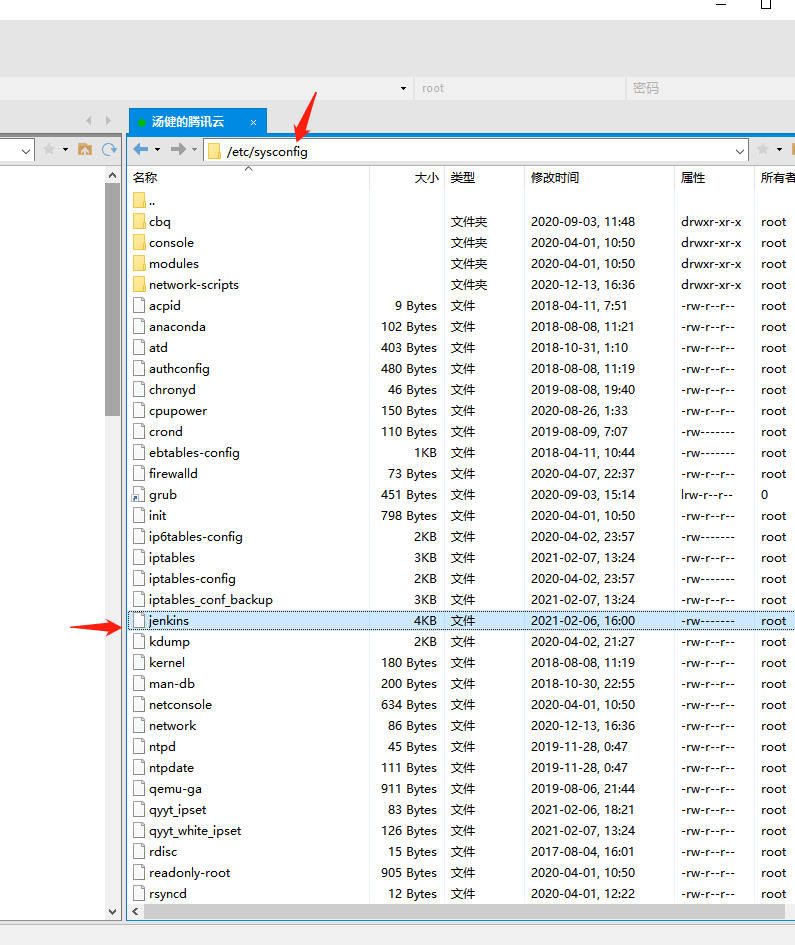 root 密码
汤健的腾讯云 ×
/etc/sysconfig
名称 大小 类型 修改时间 属性 所有者
..
cbq 文件夹 2020-09-03, 11:48 drwxr-xr-x root
console 文件夹 2020-04-01, 10:50 drwxr-xr-x root
modules 文件夹 2020-04-01, 10:50 drwxr-xr-x root
network-scripts 文件夹 2020-12-13, 16:36 drwxr-xr-x root
acpid 9 Bytes 文件 2018-04-11, 7:51 -rw-r--r-- root
anaconda 102 Bytes 文件 2018-08-08, 11:21 -rw-r--r-- root
atd 403 Bytes 文件 2018-10-31, 1:10 -rw-r--r-- root
authconfig 480 Bytes 文件 2018-08-08, 11:19 -rw-r--r-- root
chronyd 46 Bytes 文件 2019-08-08, 19:40 -rw-r--r-- root
cpupower 150 Bytes 文件 2020-08-26, 1:33 -rw-r--r-- root
crond 110 Bytes 文件 2019-08-09, 7:07 -rw------- root
ebtables-config 1KB 文件 2018-04-11, 10:44 -rw------- root
firewalld 73 Bytes 文件 2020-04-07, 22:37 -rw-r--r-- root
grub 451 Bytes 文件 2020-09-03, 15:14 lrw-r--r-- 0
init 798 Bytes 文件 2020-04-01, 10:50 -rw-r--r-- root
ip6tables-config 2KB 文件 2020-04-02, 23:57 -rw------- root
iptables 3KB 文件 2021-02-07, 13:24 -rw-r--r-- root
iptables-config 2KB 文件 2020-04-02, 23:57 -rw------- root
iptables_conf_backup 3KB 文件 2021-02-07, 13:24 -rw-r--r-- root
jenkins 4KB 文件 2021-02-06, 16:00 -rw------- root
kdump 2KB 文件 2020-04-02, 21:27 -rw-r--r-- root
kernel 180 Bytes 文件 2018-08-08, 11:19 -rw-r--r-- root
man-db 200 Bytes 文件 2018-10-30, 22:55 -rw-r--r-- root
netconsole 634 Bytes 文件 2020-04-01, 10:50 -rw-r--r-- root
network 86 Bytes 文件 2020-12-13, 16:36 -rw-r--r-- root
ntpd 45 Bytes 文件 2019-11-28, 0:47 -rw-r--r-- root
ntpdate 111 Bytes 文件 2019-11-28, 0:47 -rw-r--r-- root
qemu-ga 911 Bytes 文件 2019-08-06, 21:44 -rw-r--r-- root
qyyt_ipset 83 Bytes 文件 2021-02-06, 18:21 -rw-r--r-- root
qyyt_white_ipset 126 Bytes 文件 2021-02-07, 13:24 -rw-r--r-- root
rdisc 15 Bytes 文件 2017-08-04, 16:01 -rw-r--r-- root
readonly-root 905 Bytes 文件 2020-04-01, 10:50 -rw-r--r-- root
rsyncd 12 Bytes 文件 2020-04-01, 12:22 -rw-r--r-- root